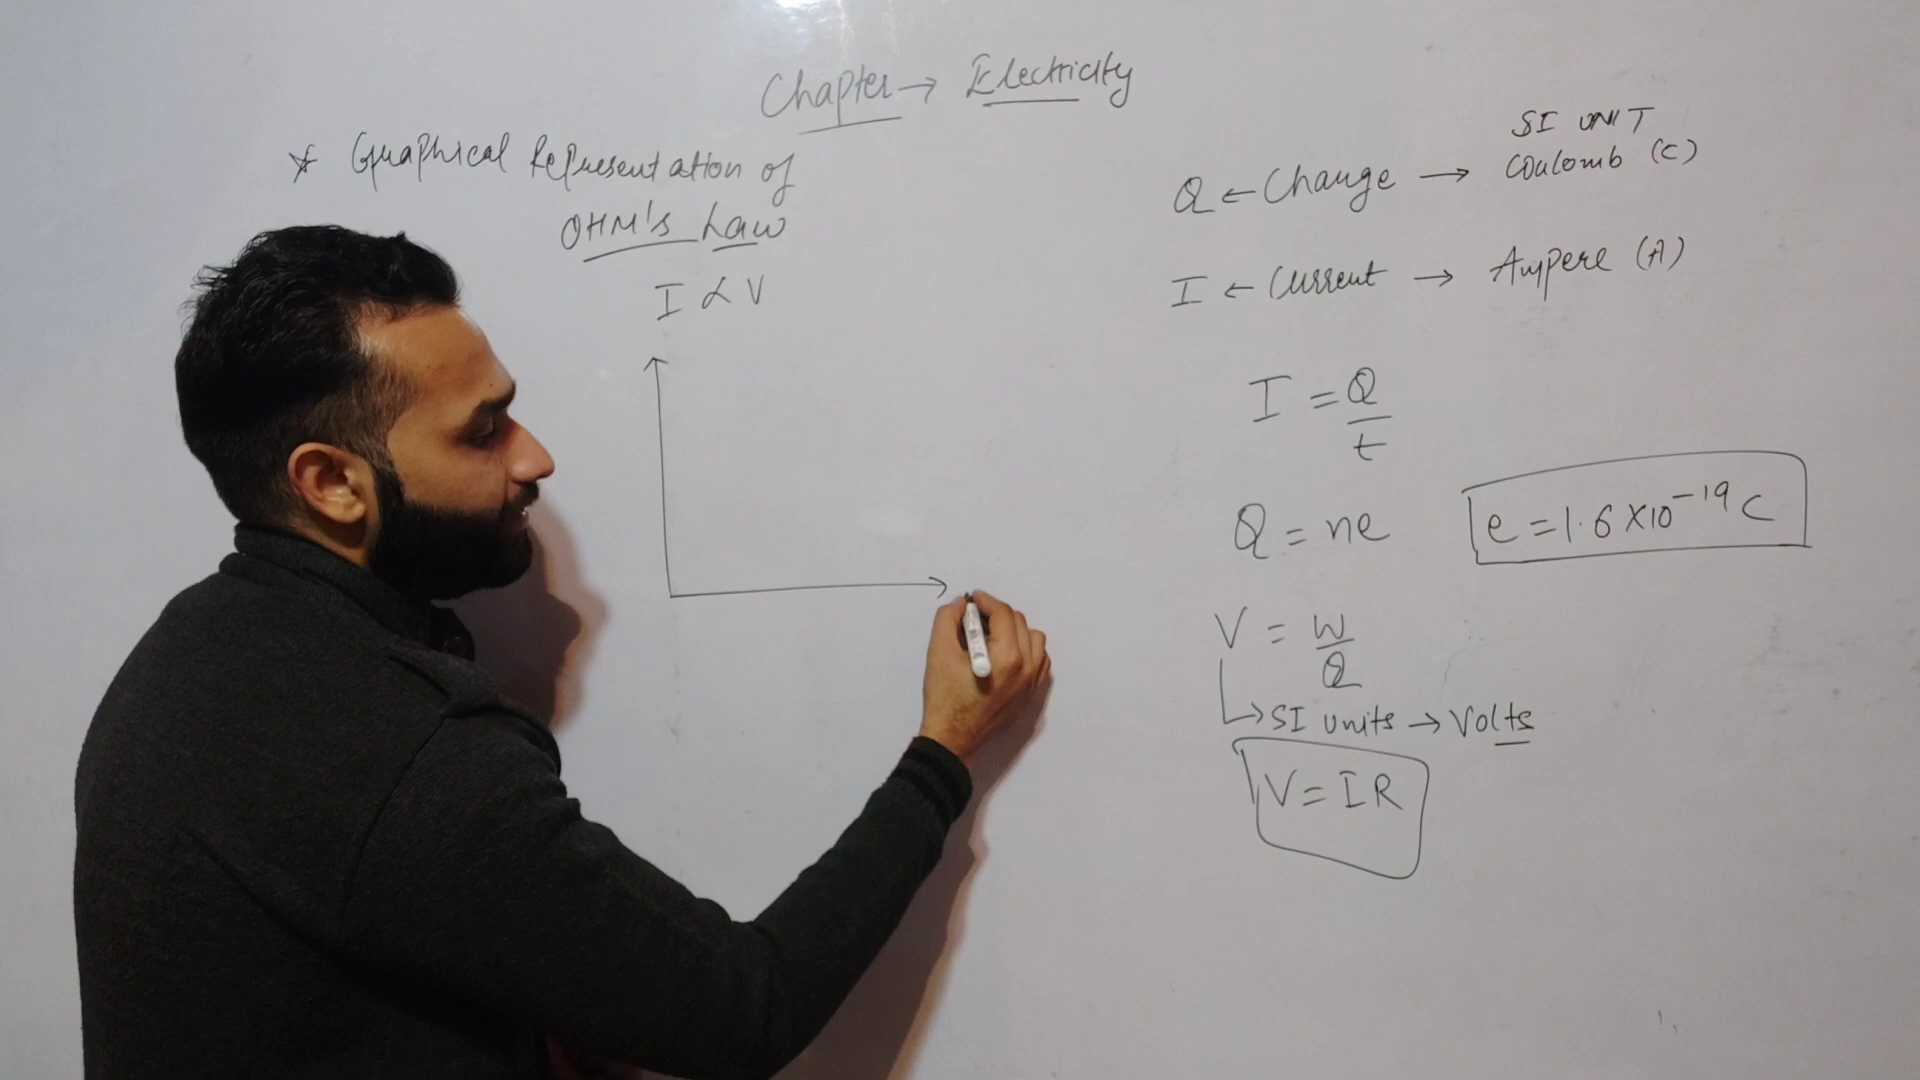 Chapter → Electricity
* Graphical Representation of
OHM's Law
I ∝ V
SI UNIT
Q ← Charge → Coulomb (C)
I ← Current → Ampere (A)
I = Q/t
Q = ne
e = 1.6 X10⁻¹⁹ C
V = W/Q
↳ SI units → Volts
V = IR